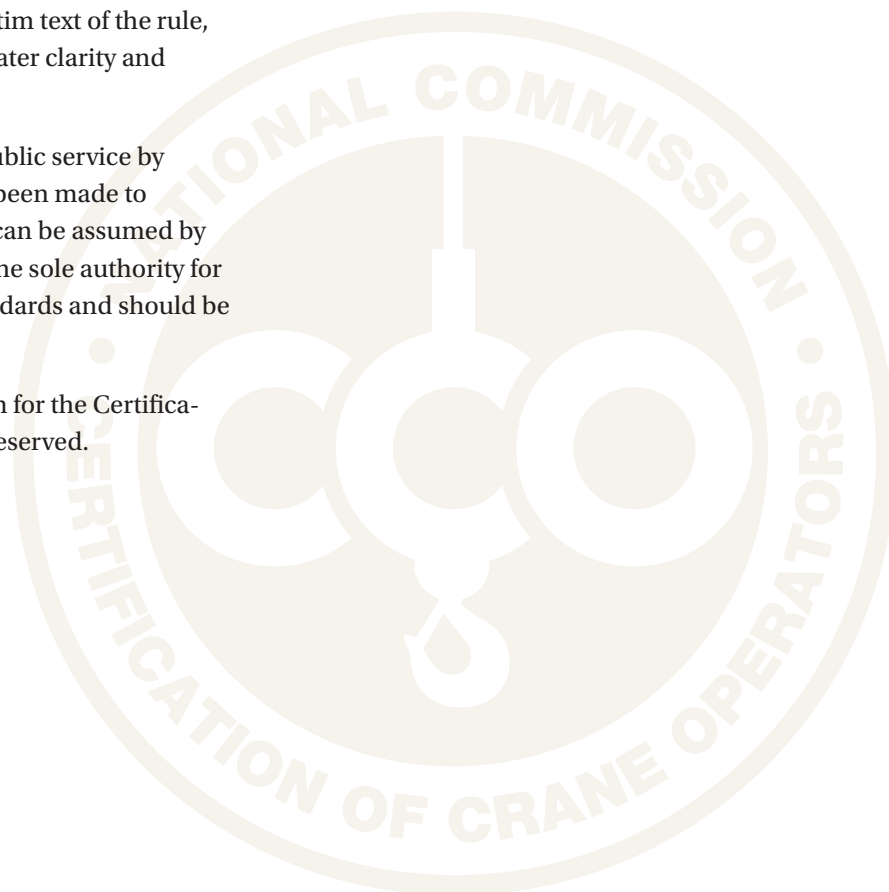 tim text of the rule,
ater clarity and
ublic service by
been made to
can be assumed by
he sole authority for
dards and should be
n for the Certifica-
eserved.
NATIONAL COMMISSION
CCO
CERTIFICATION OF CRANE OPERATORS